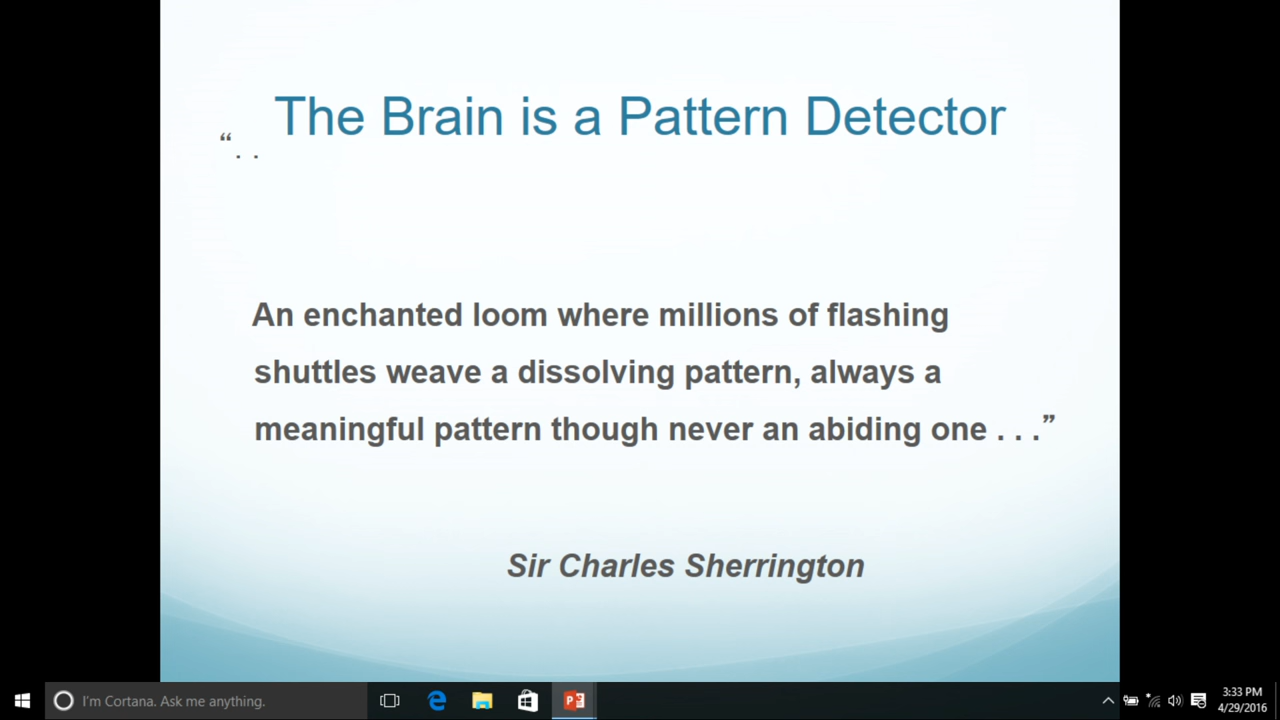 The Brain is a Pattern Detector
“. .
An enchanted loom where millions of flashing
shuttles weave a dissolving pattern, always a
meaningful pattern though never an abiding one . . .”
Sir Charles Sherrington
I'm Cortana. Ask me anything.
3:33 PM
4/29/2016